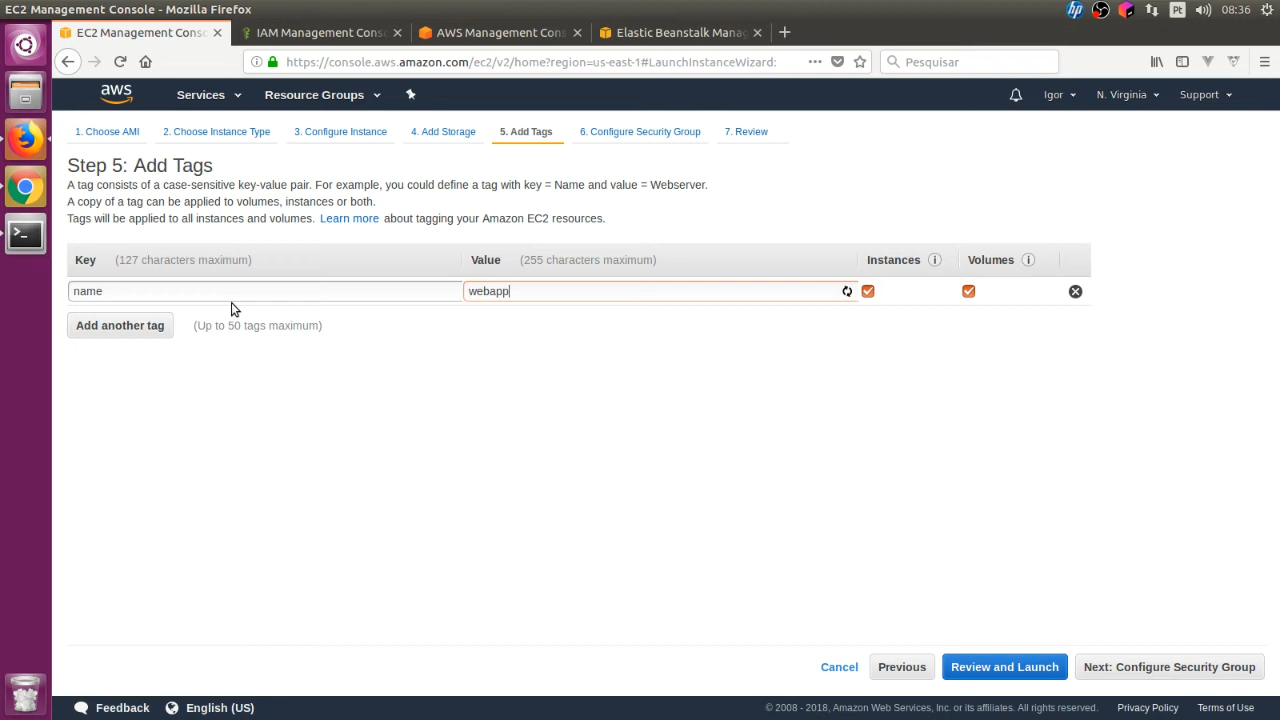 EC2 Management Console - Mozilla Firefox
Pt 08:36
EC2 Management Conso
IAM Management Conso
AWS Management Cons
Elastic Beanstalk Manag
https://console.aws.amazon.com/ec2/v2/home?region=us-east-1#LaunchInstanceWizard:
Pesquisar
aws Services Resource Groups Igor N. Virginia Support
1. Choose AMI 2. Choose Instance Type 3. Configure Instance 4. Add Storage 5. Add Tags 6. Configure Security Group 7. Review
Step 5: Add Tags
A tag consists of a case-sensitive key-value pair. For example, you could define a tag with key = Name and value = Webserver.
A copy of a tag can be applied to volumes, instances or both.
Tags will be applied to all instances and volumes. Learn more about tagging your Amazon EC2 resources.
Key (127 characters maximum) Value (255 characters maximum) Instances Volumes
name webapp
Add another tag (Up to 50 tags maximum)
Cancel Previous Review and Launch Next: Configure Security Group
Feedback English (US) © 2008 - 2018, Amazon Web Services, Inc. or its affiliates. All rights reserved. Privacy Policy Terms of Use